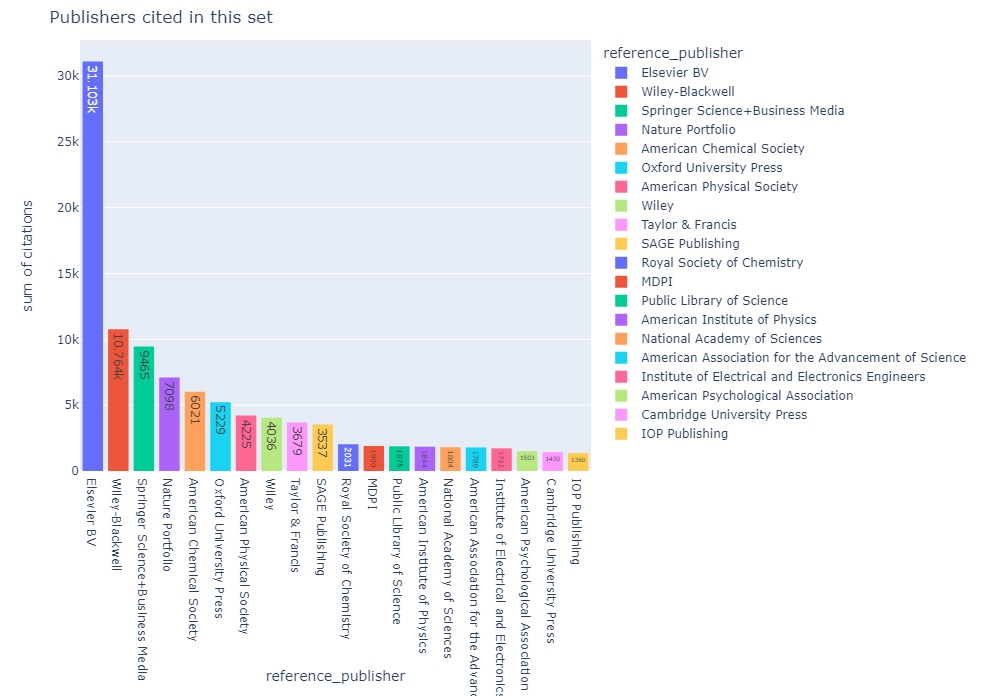 Publishers cited in this set
sum of citations
30k
25k
20k
15k
10k
5k
0
31.103k
10.764k
9465
7098
6021
5229
4225
4036
3679
3537
2031
1900
1875
1844
1804
1789
1722
1503
1430
1360
Elsevier BV
Wiley-Blackwell
Springer Science+Business Media
Nature Portfolio
American Chemical Society
Oxford University Press
American Physical Society
Wiley
Taylor & Francis
SAGE Publishing
Royal Society of Chemistry
MDPI
Public Library of Science
American Institute of Physics
National Academy of Sciences
American Association for the Advanc
Institute of Electrical and Electronics
American Psychological Association
Cambridge University Press
IOP Publishing
reference_publisher
reference_publisher
Elsevier BV
Wiley-Blackwell
Springer Science+Business Media
Nature Portfolio
American Chemical Society
Oxford University Press
American Physical Society
Wiley
Taylor & Francis
SAGE Publishing
Royal Society of Chemistry
MDPI
Public Library of Science
American Institute of Physics
National Academy of Sciences
American Association for the Advancement of Science
Institute of Electrical and Electronics Engineers
American Psychological Association
Cambridge University Press
IOP Publishing